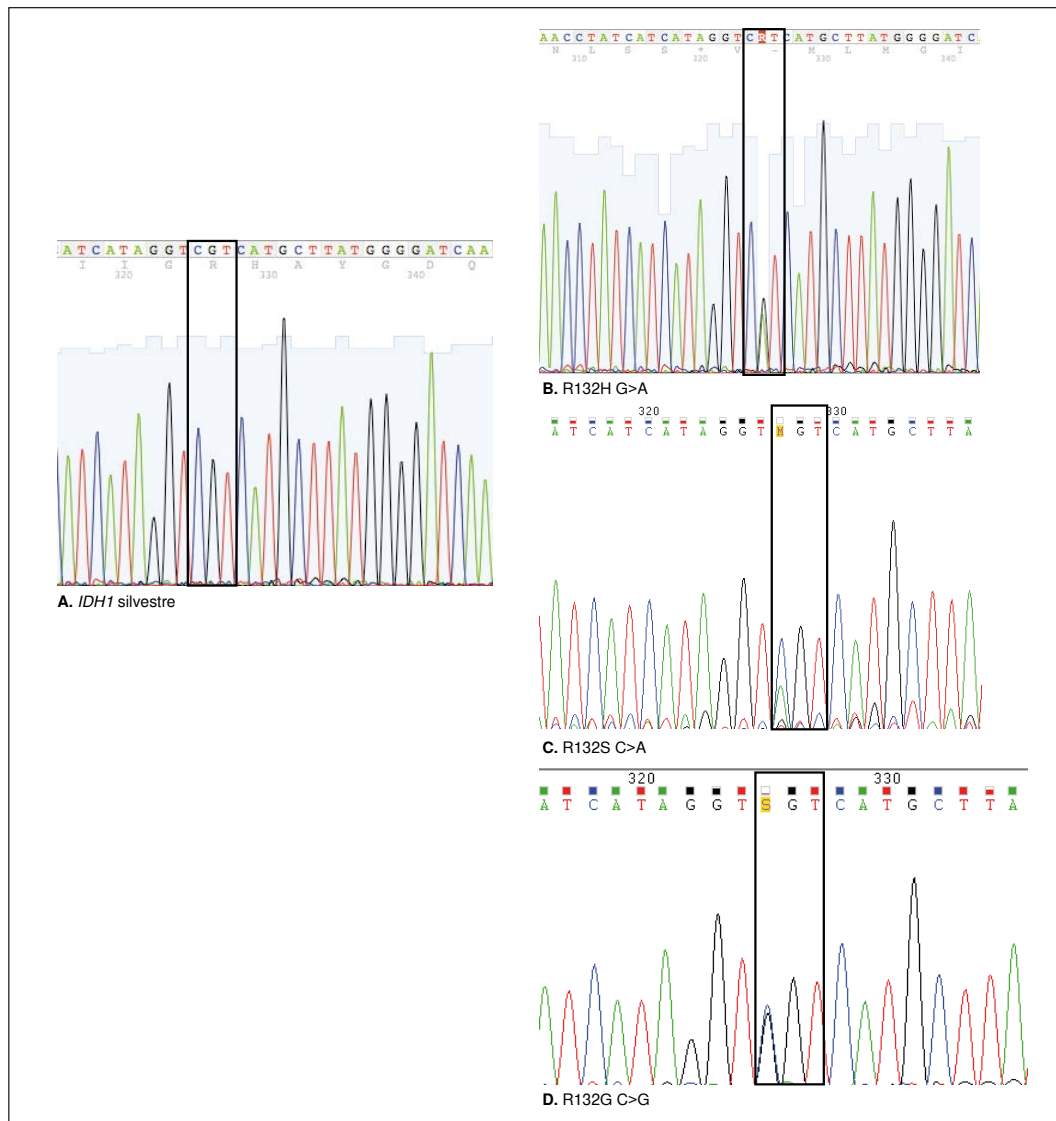 ATCATAGGTCGTCATGCTTATGGGGATCAA
I I G R H A Y G D Q
320 330 340
A. IDH1 silvestre
AACCTATCATCATAGGTCRTCATGCTTATGGGGATC
N L S S * V - M L M G I
310 320 330 340
B. R132H G>A
320 330
ATCATCATAGGTMGTCATGCTTA
C. R132S C>A
320 330
ATCATAGGTSGTCATGCTTA
D. R132G C>G